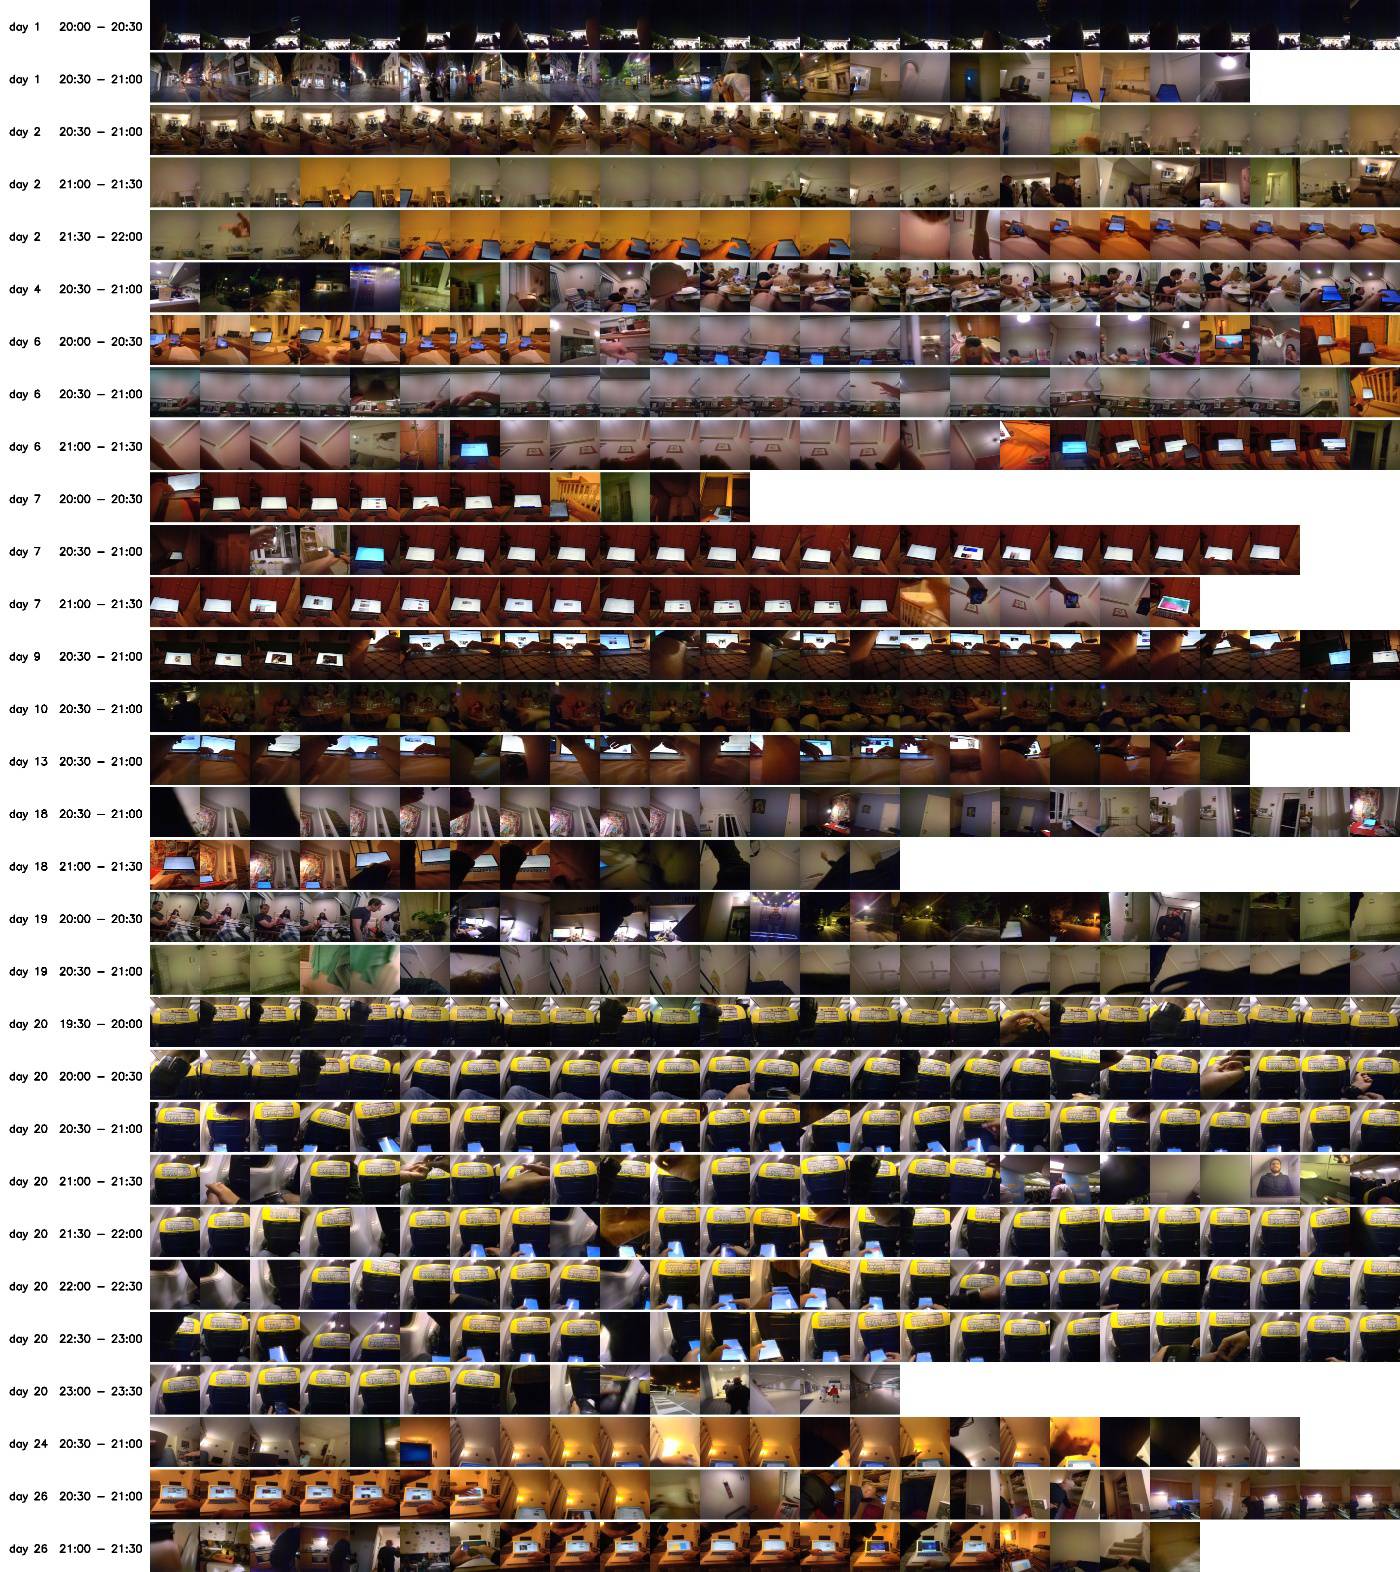 day 1 20:00 – 20:30
day 1 20:30 – 21:00
day 2 20:30 – 21:00
day 2 21:00 – 21:30
day 2 21:30 – 22:00
day 4 20:30 – 21:00
day 6 20:00 – 20:30
day 6 20:30 – 21:00
day 6 21:00 – 21:30
day 7 20:00 – 20:30
day 7 20:30 – 21:00
day 7 21:00 – 21:30
day 9 20:30 – 21:00
day 10 20:30 – 21:00
day 13 20:30 – 21:00
day 18 20:30 – 21:00
day 18 21:00 – 21:30
day 19 20:00 – 20:30
day 19 20:30 – 21:00
day 20 19:30 – 20:00
day 20 20:00 – 20:30
day 20 20:30 – 21:00
day 20 21:00 – 21:30
day 20 21:30 – 22:00
day 20 22:00 – 22:30
day 20 22:30 – 23:00
day 20 23:00 – 23:30
day 24 20:30 – 21:00
day 26 20:30 – 21:00
day 26 21:00 – 21:30